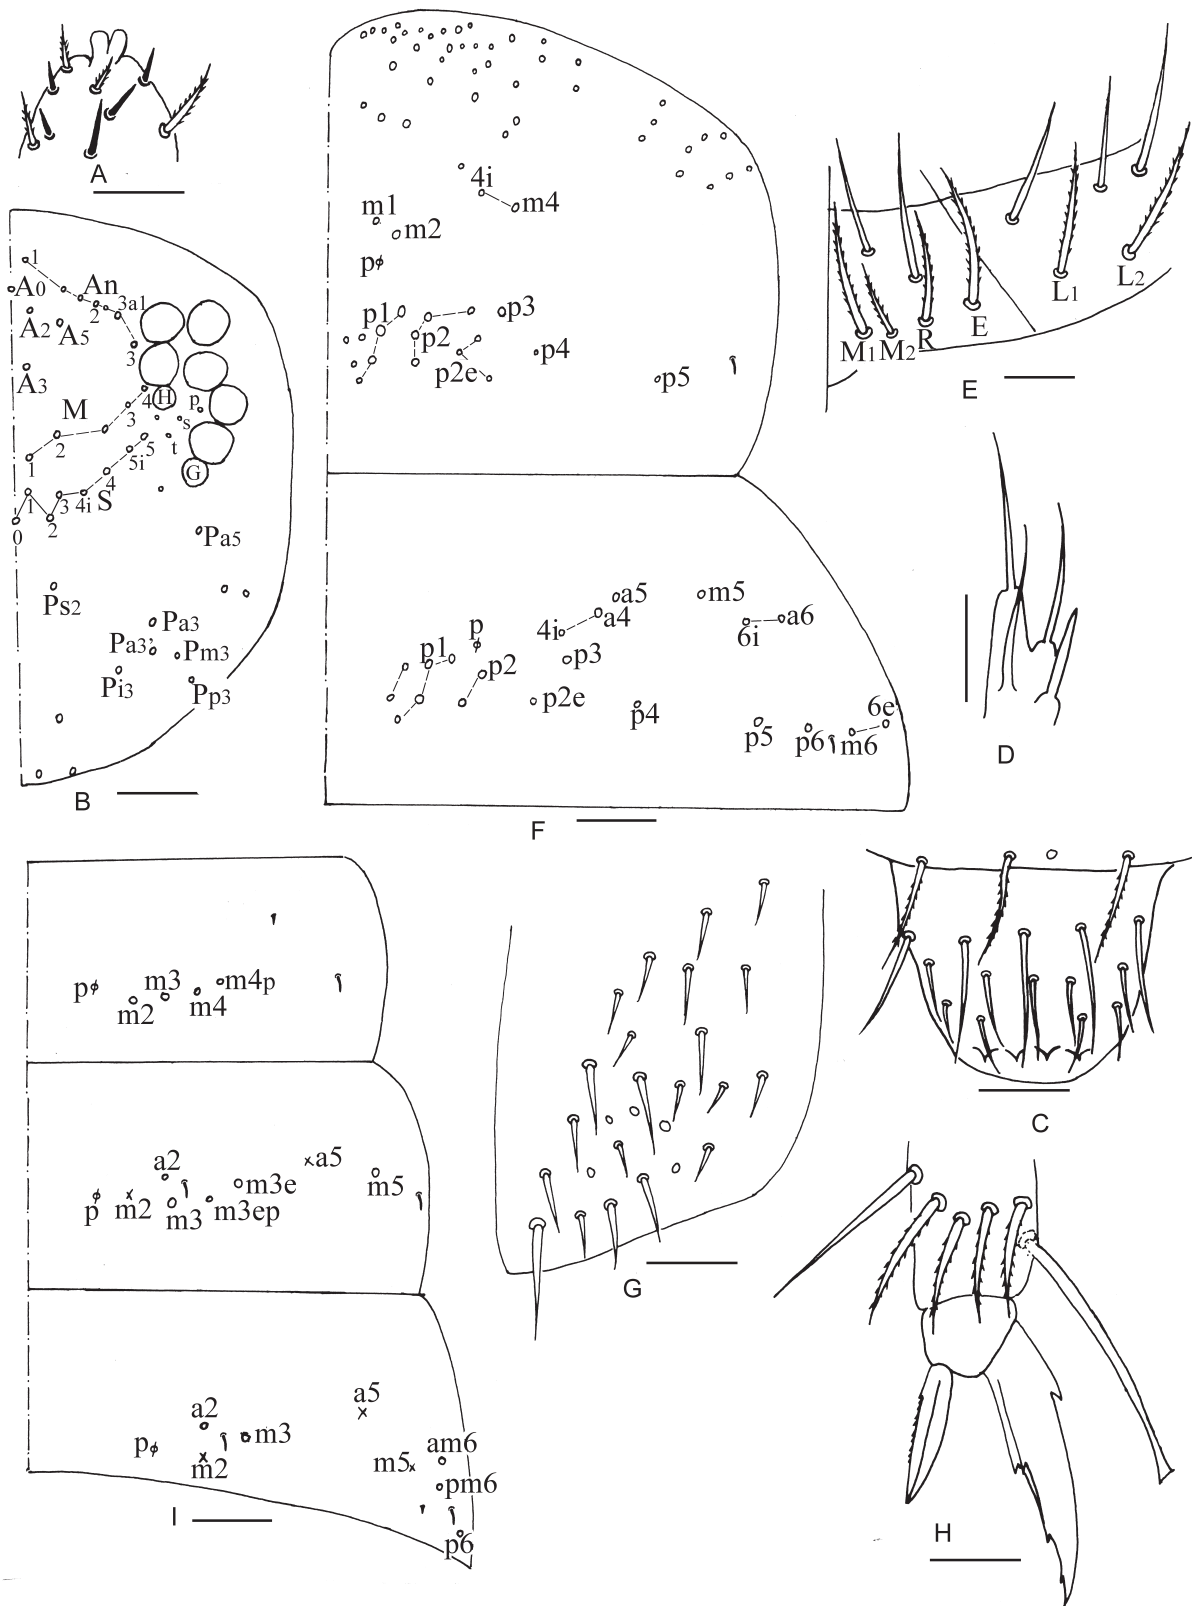 A
1
A0
An
2
3a1
A2
A5
3
A3
4
H
p
M
3
s
2
5
t
1
5i
G
4
1
3
4i
S
0
2
Pa5
Ps2
Pa3
Pa3'
Pm3
Pi3
Pp3
B
4i
m4
m1
m2
p
p1
p3
p2
p4
p2e
p5
a5
m5
a4
a6
4i
6i
p
p1
p3
p2
p2e
p4
6e
p5
p6
m6
F
L2
L1
E
R
M1
M2
E
D
C
m3
m4p
p
m2
m4
a2
a5
m3e
m5
p
m2
m3
m3ep
a5
a2
m3
p
am6
m2
m5
pm6
p6
I
G
H